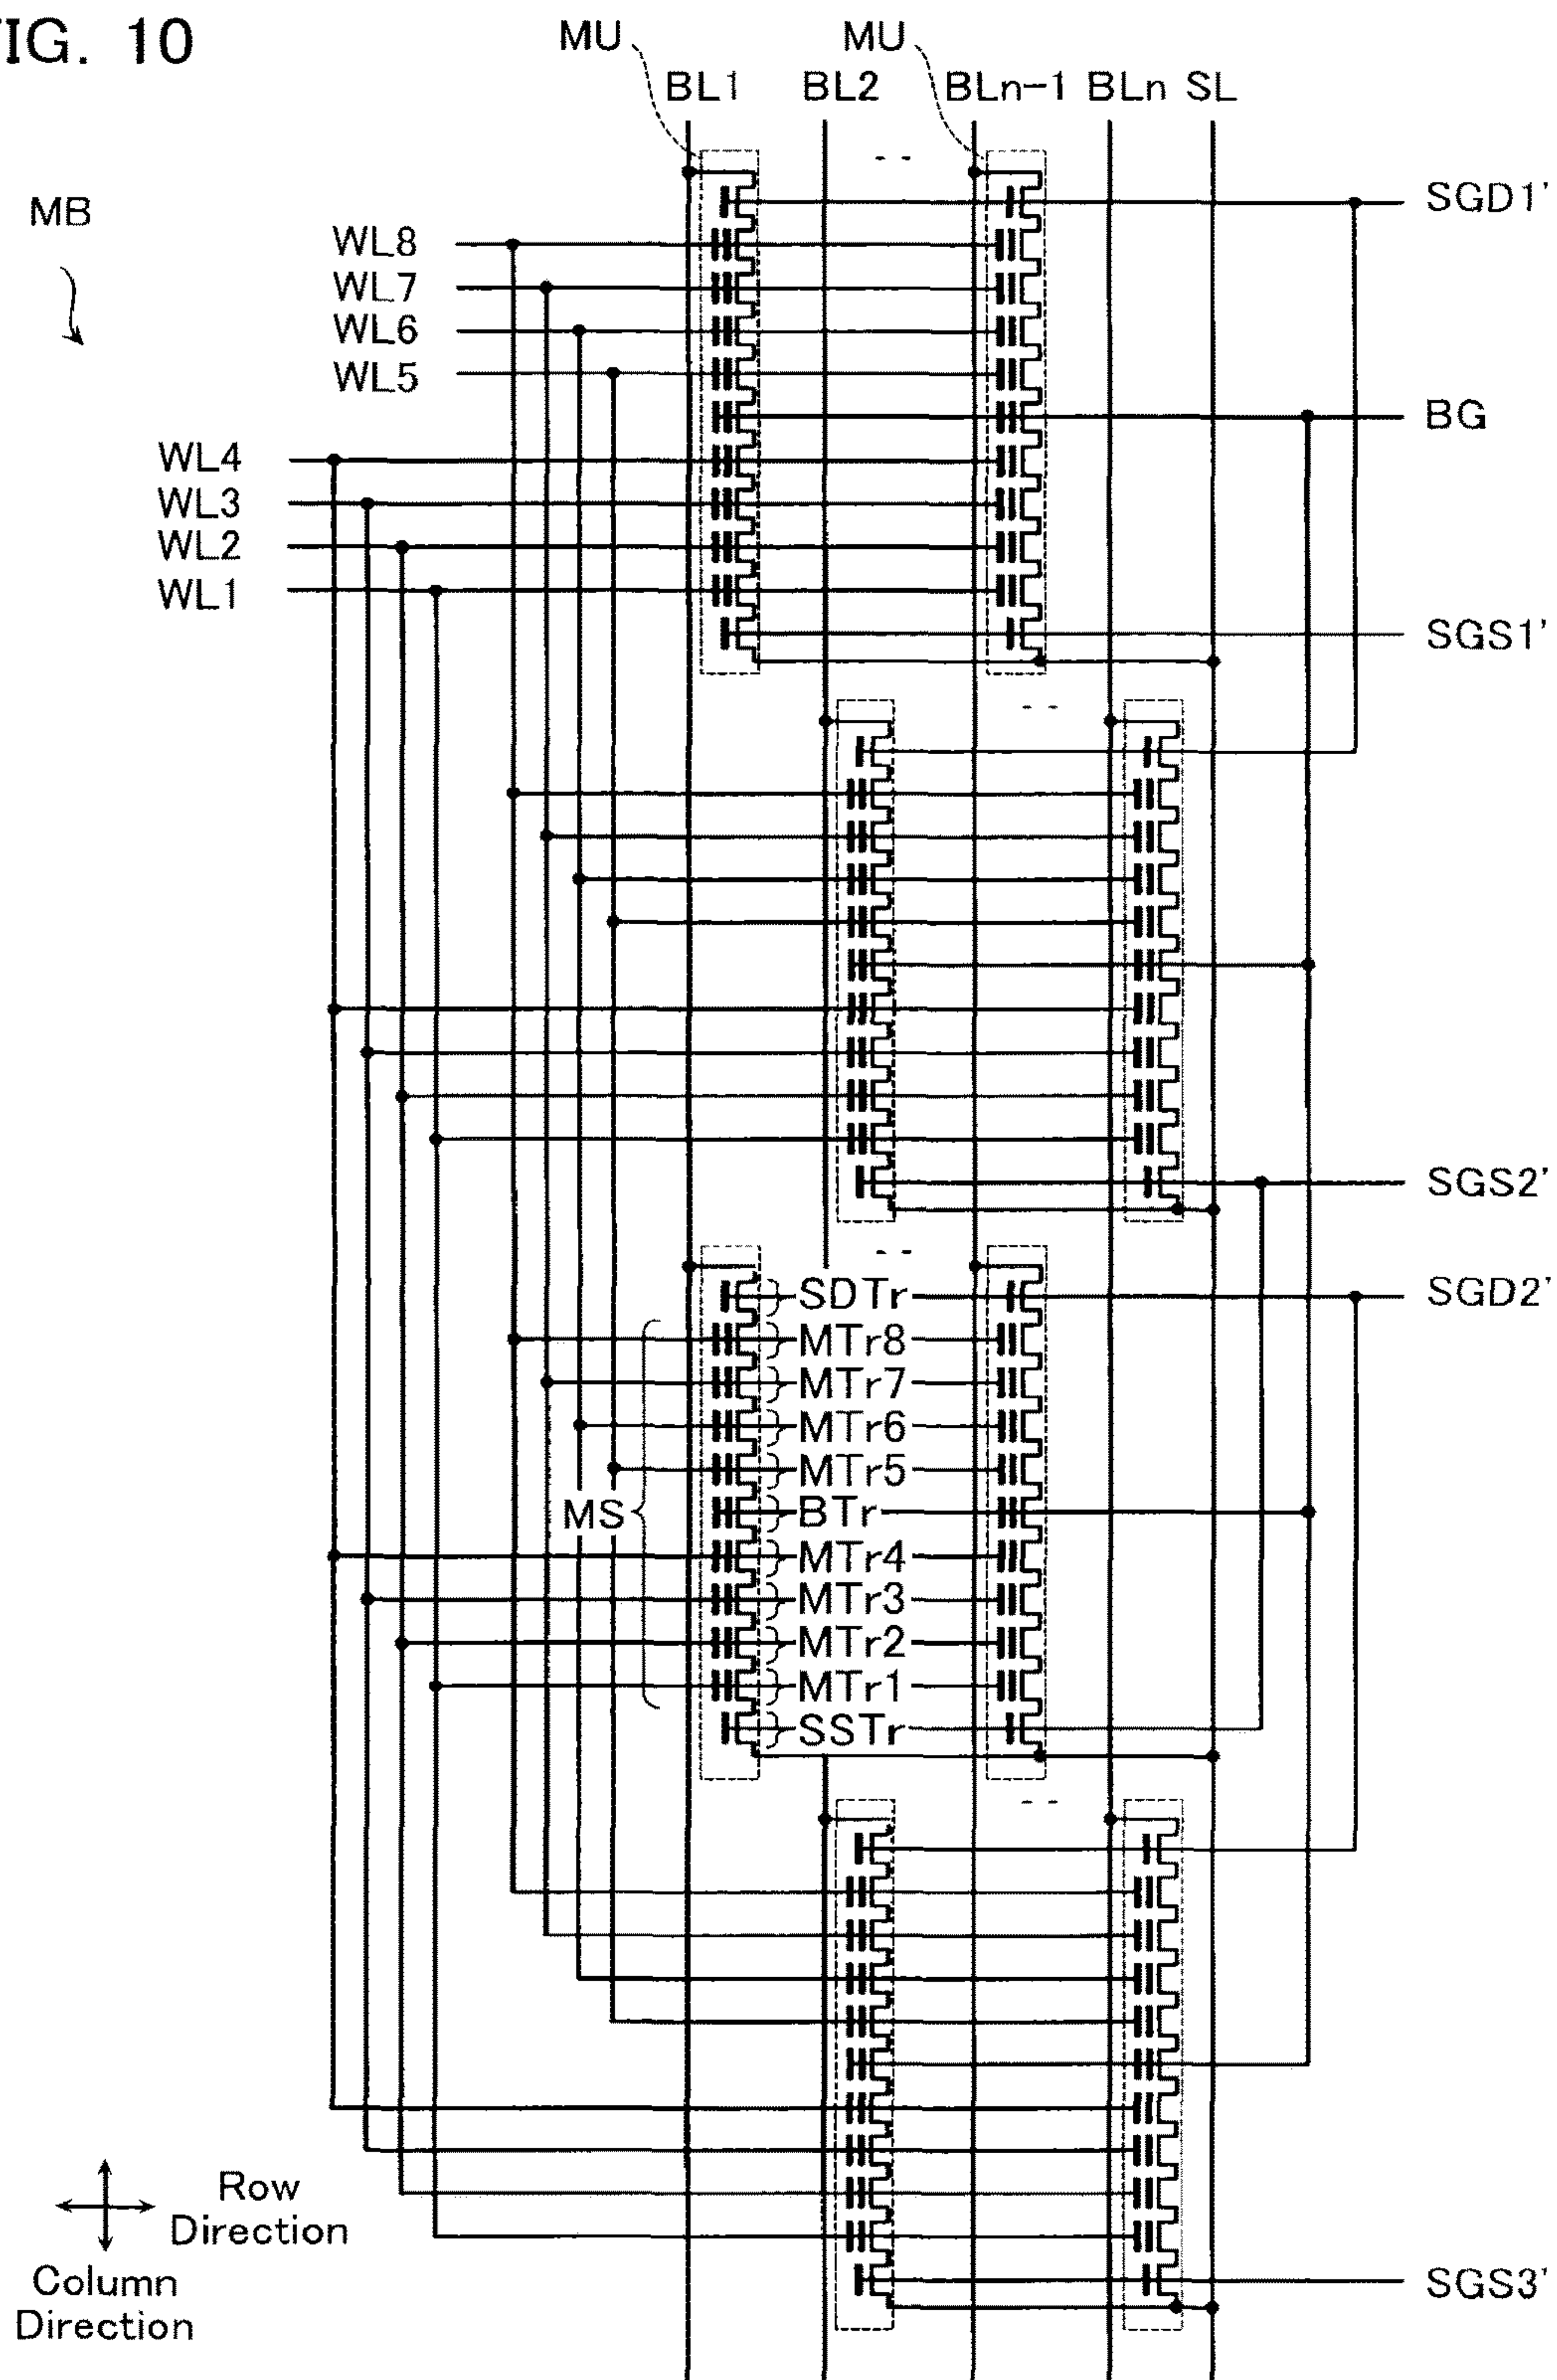 IG. 10
MU
MU
BL1
BL2
BLn-1
BLn
SL
MB
SGD1'
WL8
WL7
WL6
WL5
BG
WL4
WL3
WL2
WL1
SGS1'
SGS2'
SGD2'
SDTr
MTr8
MTr7
MTr6
MTr5
MS
BTr
MTr4
MTr3
MTr2
MTr1
SSTr
Row
Direction
Column
Direction
SGS3'